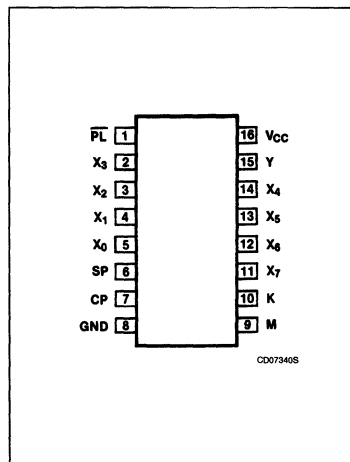 PL 1 16 VCC
X3 2 15 Y
X2 3 14 X4
X1 4 13 X5
X0 5 12 X6
SP 6 11 X7
CP 7 10 K
GND 8 9 M
CD07340S